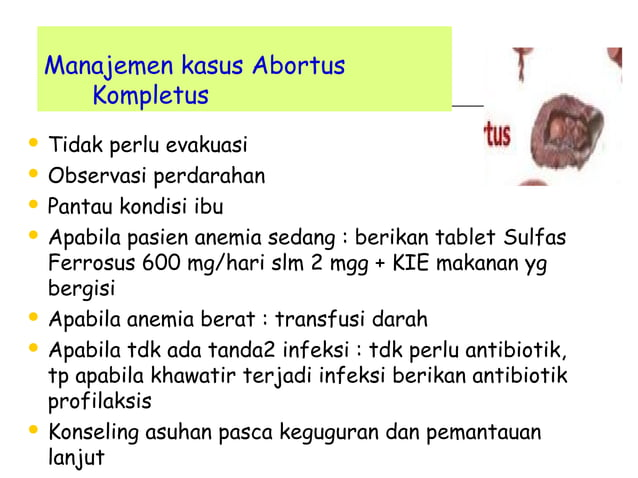 Manajemen kasus Abortus
Kompletus
rtus
Tidak perlu evakuasi
Observasi perdarahan
Pantau kondisi ibu
Apabila pasien anemia sedang : berikan tablet Sulfas
Ferrosus 600 mg/hari slm 2 mgg + KIE makanan yg
bergisi
Apabila anemia berat : transfusi darah
Apabila tdk ada tanda2 infeksi : tdk perlu antibiotik,
tp apabila khawatir terjadi infeksi berikan antibiotik
profilaksis
Konseling asuhan pasca keguguran dan pemantauan
lanjut